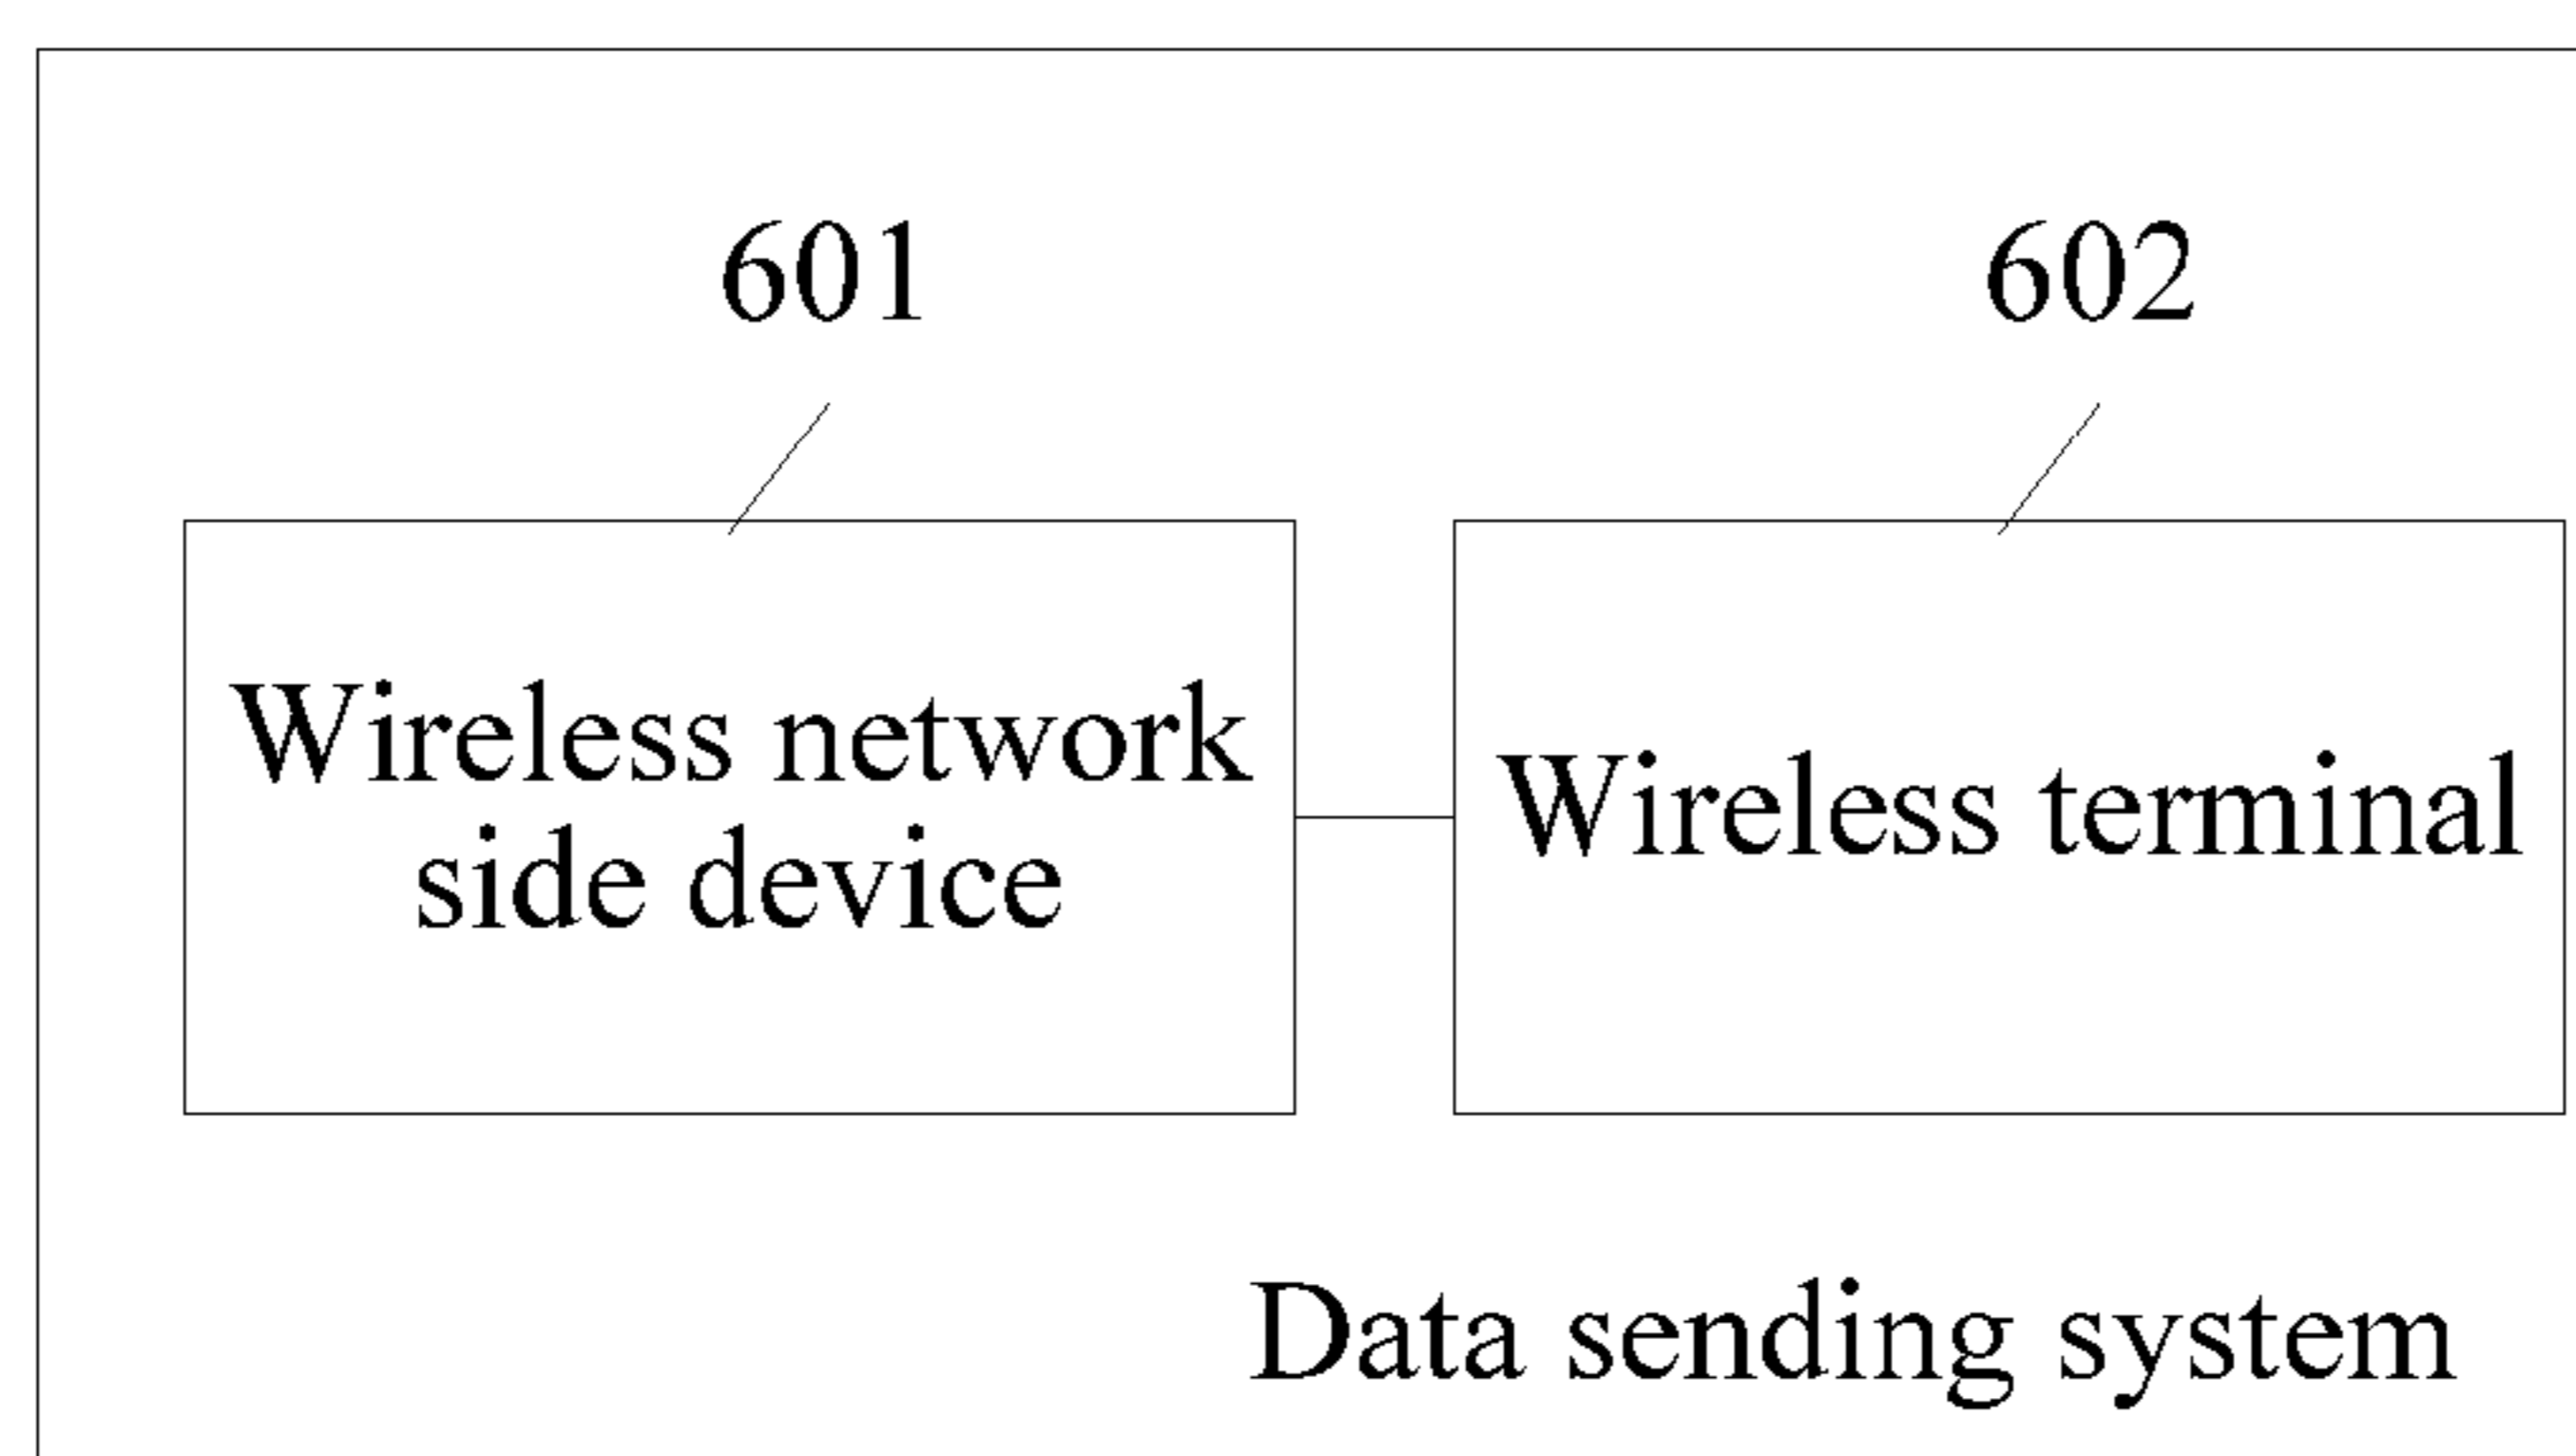 601
602
Wireless network
side device
Wireless terminal
Data sending system